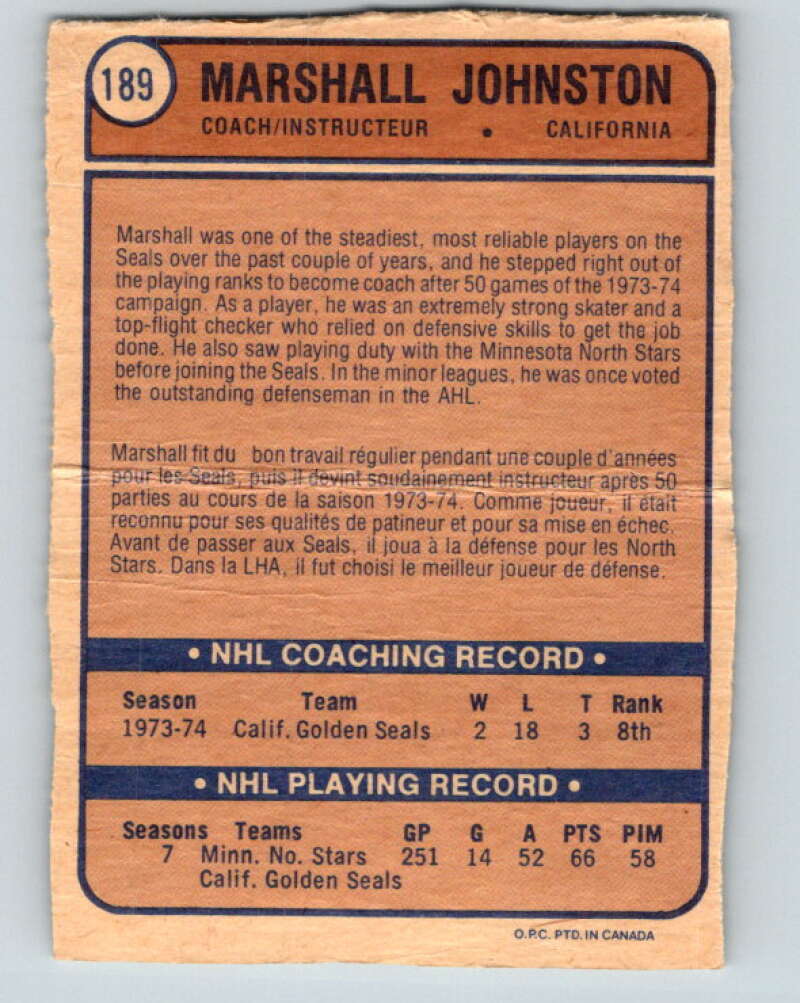 189 MARSHALL JOHNSTON
COACH/INSTRUCTEUR • CALIFORNIA
Marshall was one of the steadiest, most reliable players on the
Seals over the past couple of years, and he stepped right out of
the playing ranks to become coach after 50 games of the 1973-74
campaign. As a player, he was an extremely strong skater and a
top-flight checker who relied on defensive skills to get the job
done. He also saw playing duty with the Minnesota North Stars
before joining the Seals. In the minor leagues, he was once voted
the outstanding defenseman in the AHL.
Marshall fit du bon travail régulier pendant une couple d'années
pour les Seals, puis il devint soudainement instructeur après 50
parties au cours de la saison 1973-74. Comme joueur, il était
reconnu pour ses qualités de patineur et pour sa mise en échec.
Avant de passer aux Seals, il joua à la défense pour les North
Stars. Dans la LHA, il fut choisi le meilleur joueur de défense.
• NHL COACHING RECORD •
Season Team W L T Rank
1973-74 Calif. Golden Seals 2 18 3 8th
• NHL PLAYING RECORD •
Seasons Teams GP G A PTS PIM
7 Minn. No. Stars 251 14 52 66 58
Calif. Golden Seals
O.P.C. PTD. IN CANADA